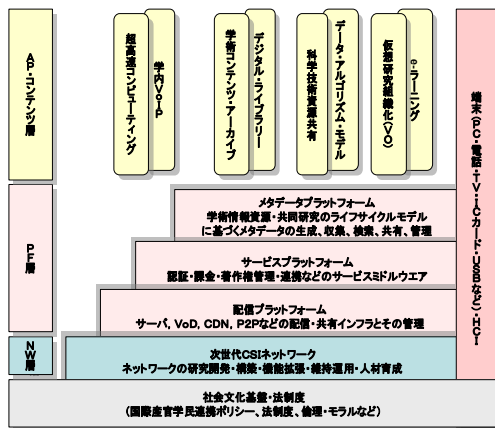 AP・コンテンツ層
超高速コンピューティング
学内VoIP
学術コンテンツ・アーカイブ
デジタル・ライブラリー
科学技術資源共有
データ・アルゴリズム・モデル
仮想研究組織化(VO)
e-ラーニング
端末(PC・電話・TV・ICカード・USBなど)・HCI
PF層
メタデータプラットフォーム
学術情報資源・共同研究のライフサイクルモデル
に基づくメタデータの生成、収集、検索、共有、管理
サービスプラットフォーム
認証・課金・著作権管理・連携などのサービスミドルウエア
配信プラットフォーム
サーバ, VoD, CDN, P2Pなどの配信・共有インフラとその管理
NW層
次世代CSIネットワーク
ネットワークの研究開発・構築・機能拡張・維持運用・人材育成
社会文化基盤・法制度
(国際産官学民連携ポリシー、法制度、倫理・モラルなど)